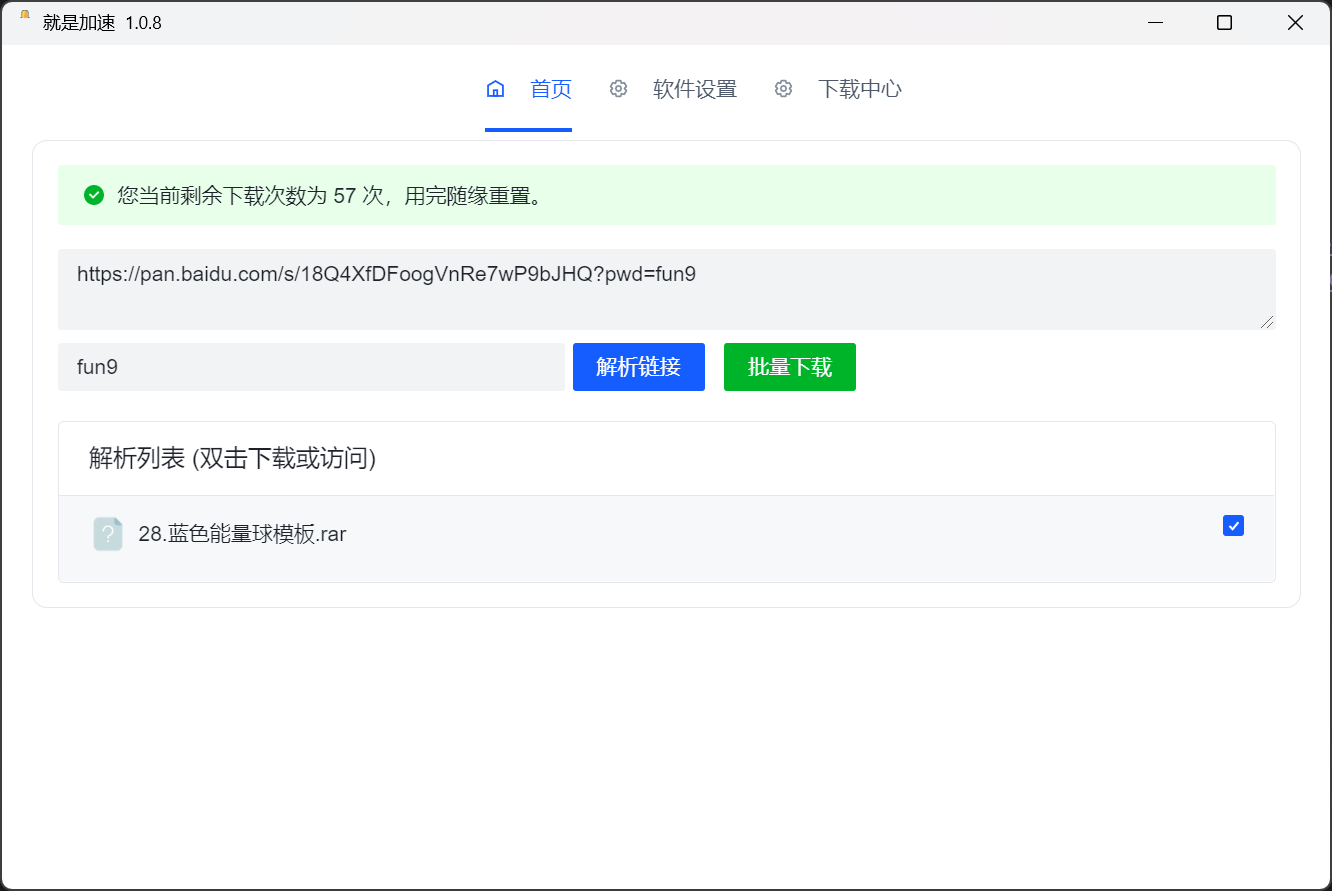 就是加速 1.0.8
首页 软件设置 下载中心
您当前剩余下载次数为 57 次，用完随缘重置。
https://pan.baidu.com/s/18Q4XfDFoogVnRe7wP9bJHQ?pwd=fun9
fun9 解析链接 批量下载
解析列表 (双击下载或访问)
28.蓝色能量球模板.rar